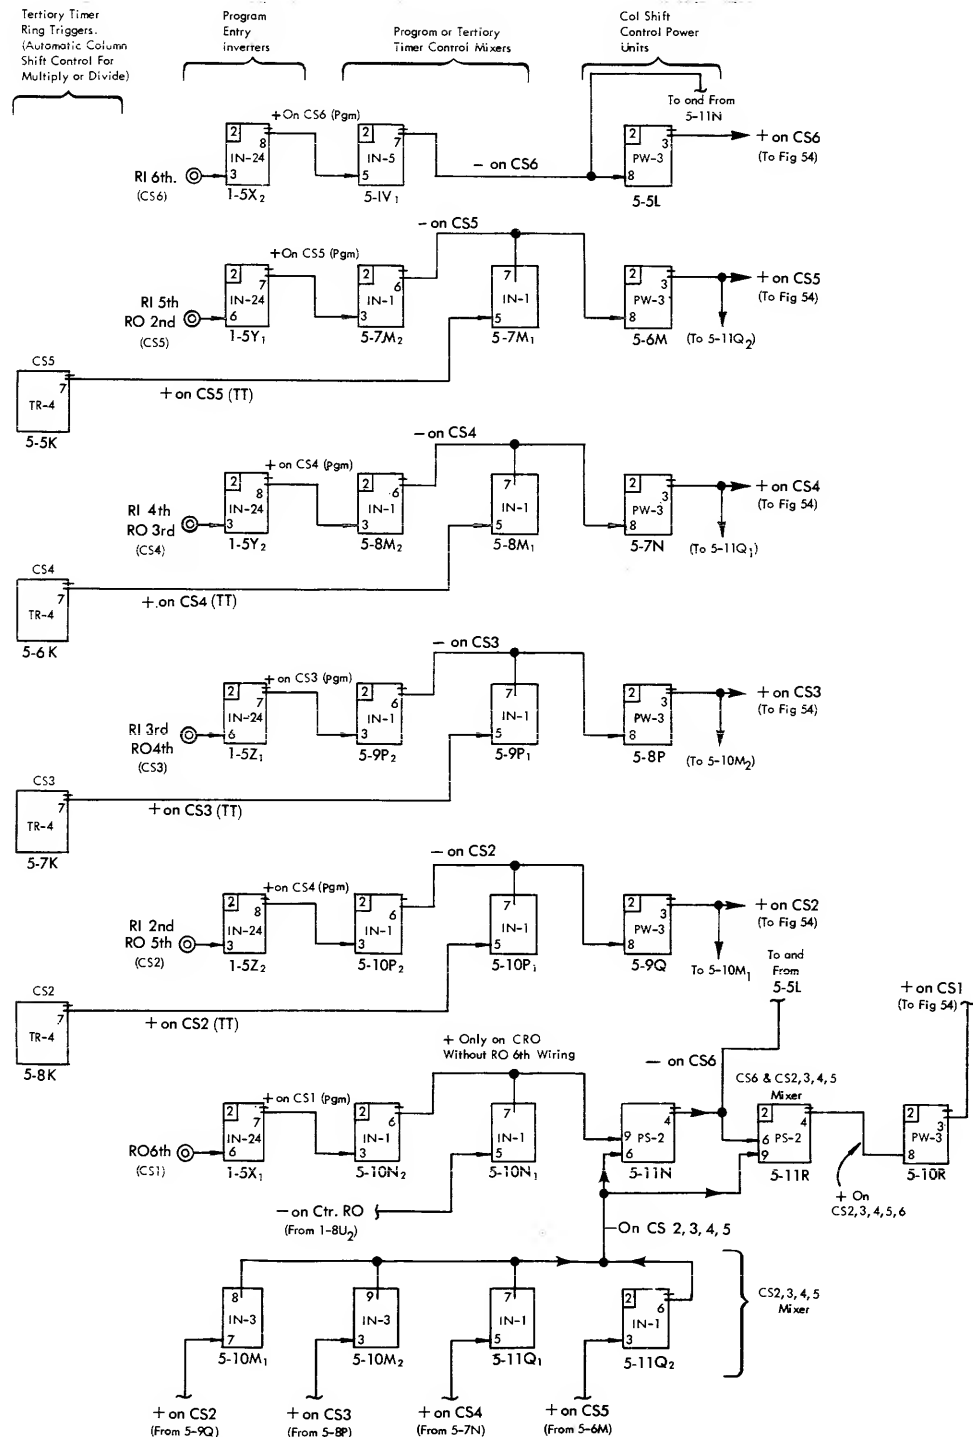 Tertiary Timer
Ring Triggers.
(Automatic Column
Shift Control For
Multiply or Divide)
Program
Entry
inverters
Program or Tertiary
Timer Control Mixers
Col Shift
Control Power
Units
To and From
5-11N
+On CS6 (Pgm)
2
8
IN-24
3
1-5X2
2
7
IN-5
5
5-IV1
— on CS6
2
3
PW-3
8
5-5L
+ on CS6
(To Fig 54)
RI 6th.
(CS6)
— on CS5
+On CS5 (Pgm)
2
7
IN-24
6
1-5Y1
2
6
IN-1
3
5-7M2
7
IN-1
5
5-7M1
2
3
PW-3
8
5-6M
+ on CS5
(To Fig 54)
(To 5-11Q2)
RI 5th
RO 2nd
(CS5)
CS5
7
TR-4
5-5K
+ on CS5 (TT)
— on CS4
+on CS4 (Pgm)
2
8
IN-24
3
1-5Y2
2
6
IN-1
3
5-8M2
7
IN-1
5
5-8M1
2
3
PW-3
8
5-7N
+ on CS4
(To Fig 54)
(To 5-11Q1)
RI 4th
RO 3rd
(CS4)
CS4
7
TR-4
5-6 K
+ on CS4 (TT)
— on CS3
+on CS3 (Pgm)
2
7
IN-24
6
1-5Z1
2
6
IN-1
3
5-9P2
7
IN-1
5
5-9P1
2
3
PW-3
8
5-8P
+ on CS3
(To Fig 54)
(To 5-10M2)
RI 3rd
RO4th
(CS3)
CS3
7
TR-4
5-7K
+ on CS3 (TT)
— on CS2
+on CS4 (Pgm)
2
8
IN-24
3
1-5Z2
2
6
IN-1
3
5-10P2
7
IN-1
5
5-10P1
2
3
PW-3
8
5-9Q
+ on CS2
(To Fig 54)
To 5-10M1
RI 2nd
RO 5th
(CS2)
CS2
7
TR-4
5-8K
+ on CS2 (TT)
To and
From
5-5L
+ on CS1
(To Fig 54)
+ Only on CRO
Without RO 6th Wiring
— on CS6
CS6 & CS2,3,4,5
Mixer
+ on CS1 (Pgm)
2
7
IN-24
6
1-5X1
2
6
IN-1
3
5-10N2
7
IN-1
5
5-10N1
4
9
PS-2
6
5-11N
2
4
PS-2
6
9
5-11R
2
3
PW-3
8
5-10R
RO6th
(CS1)
+ On
CS2,3,4,5,6
— on Ctr. RO
(From 1-8U2)
—On CS 2, 3, 4, 5
8
IN-3
7
5-10M1
9
IN-3
3
5-10M2
7
IN-1
5
5-11Q1
2
6
IN-1
3
5-11Q2
CS2,3,4,5
Mixer
+ on CS2
(From 5-9Q)
+ on CS3
(From 5-8P)
+ on CS4
(From 5-7N)
+ on CS5
(From 5-6M)